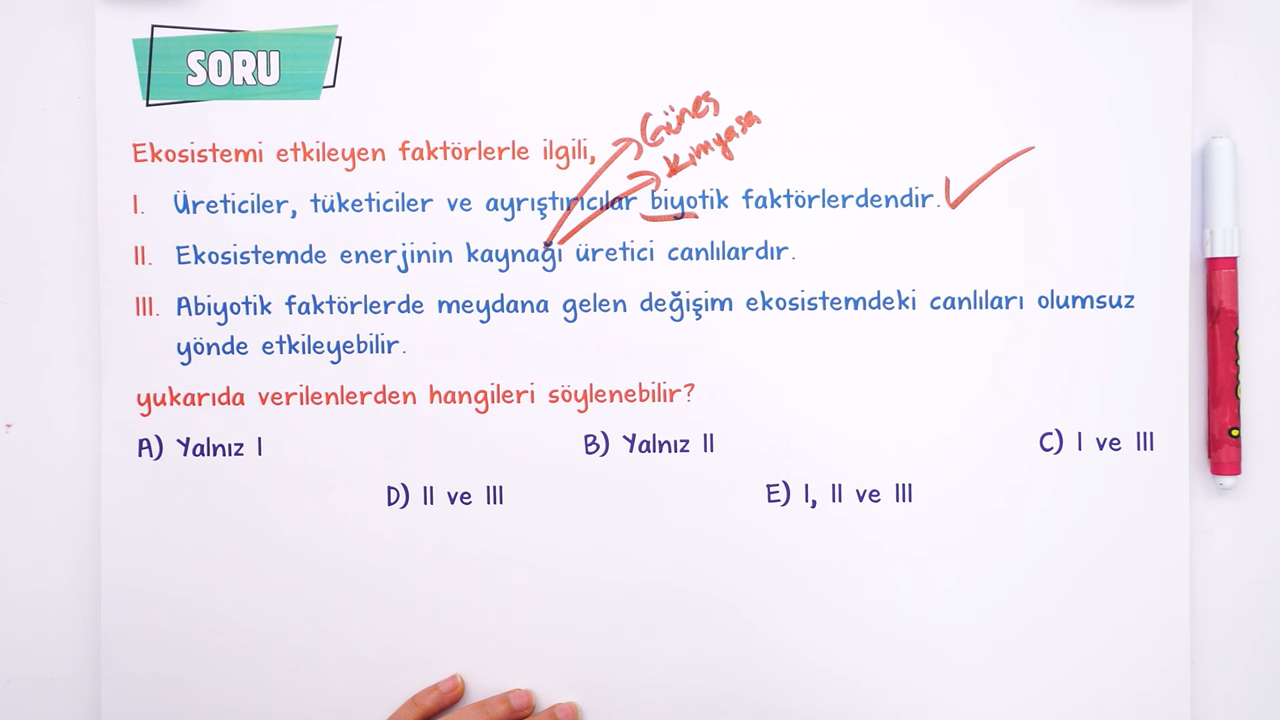 SORU
Güneş
Kimyasa
Ekosistemi etkileyen faktörlerle ilgili,
I. Üreticiler, tüketiciler ve ayrıştırıcılar biyotik faktörlerdendir.
II. Ekosistemde enerjinin kaynağı üretici canlılardır.
III. Abiyotik faktörlerde meydana gelen değişim ekosistemdeki canlıları olumsuz
yönde etkileyebilir.
yukarıda verilenlerden hangileri söylenebilir?
A) Yalnız I B) Yalnız II C) I ve III
D) II ve III E) I, II ve III